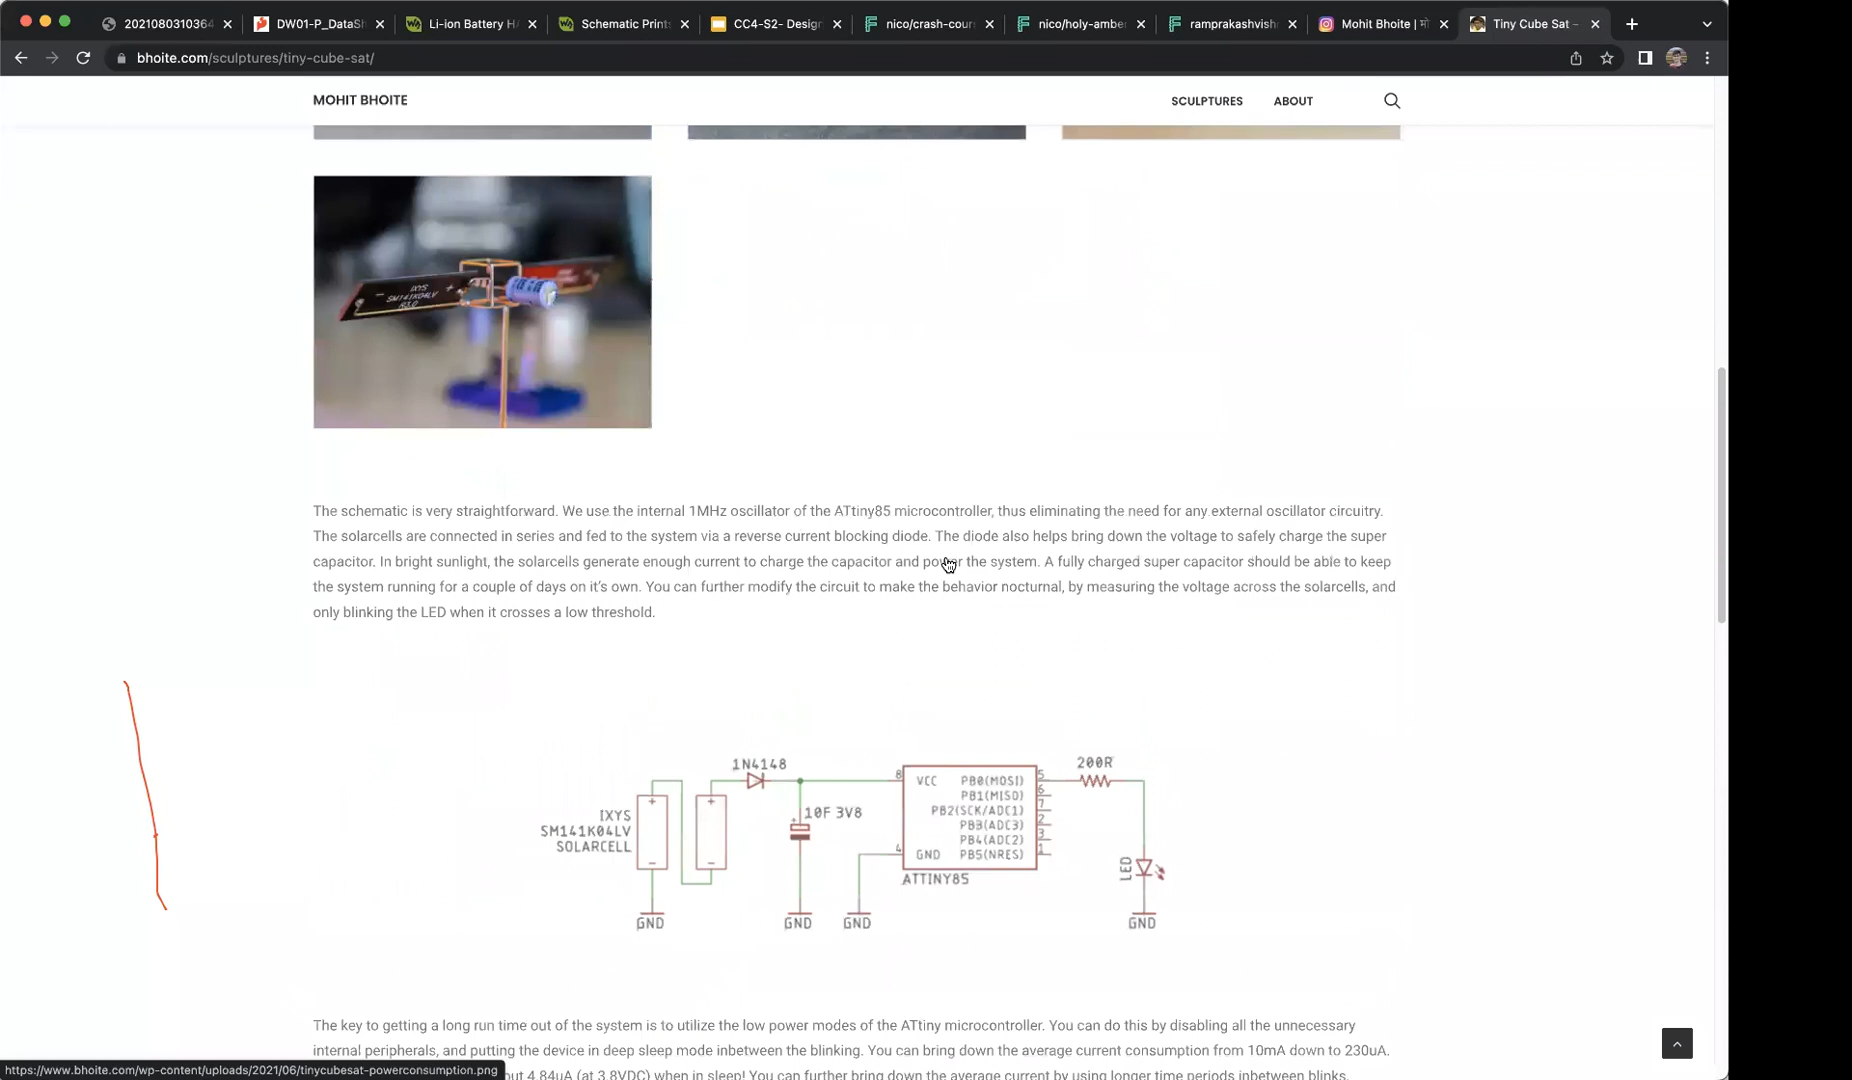 2021080310364
DW01-P_DataSh
Li-ion Battery HA
Schematic Prints
CC4-S2- Design
nico/crash-cour
nico/holy-amber
ramprakashvishn
Mohit Bhoite |
Tiny Cube Sat –
bhoite.com/sculptures/tiny-cube-sat/
MOHIT BHOITE
SCULPTURES
ABOUT
IXYS
SM141K04LV
The schematic is very straightforward. We use the internal 1MHz oscillator of the ATtiny85 microcontroller, thus eliminating the need for any external oscillator circuitry.
The solarcells are connected in series and fed to the system via a reverse current blocking diode. The diode also helps bring down the voltage to safely charge the super
capacitor. In bright sunlight, the solarcells generate enough current to charge the capacitor and power the system. A fully charged super capacitor should be able to keep
the system running for a couple of days on it's own. You can further modify the circuit to make the behavior nocturnal, by measuring the voltage across the solarcells, and
only blinking the LED when it crosses a low threshold.
1N4148
200R
IXYS
SM141K04LV
SOLARCELL
10F 3V8
8 VCC PB0(MOSI) 5
PB1(MISO) 6
PB2(SCK/ADC1) 7
PB3(ADC3) 2
PB4(ADC2) 3
4 GND PB5(NRES) 1
ATTINY85
LED
GND
GND
GND
GND
The key to getting a long run time out of the system is to utilize the low power modes of the ATtiny microcontroller. You can do this by disabling all the unnecessary
internal peripherals, and putting the device in deep sleep mode inbetween the blinking. You can bring down the average current consumption from 10mA down to 230uA.
https://www.bhoite.com/wp-content/uploads/2021/06/tinycubesat-powerconsumption.png
out 4.84uA (at 3.8VDC) when in sleep! You can further bring down the average current by using longer time periods inbetween blinks.